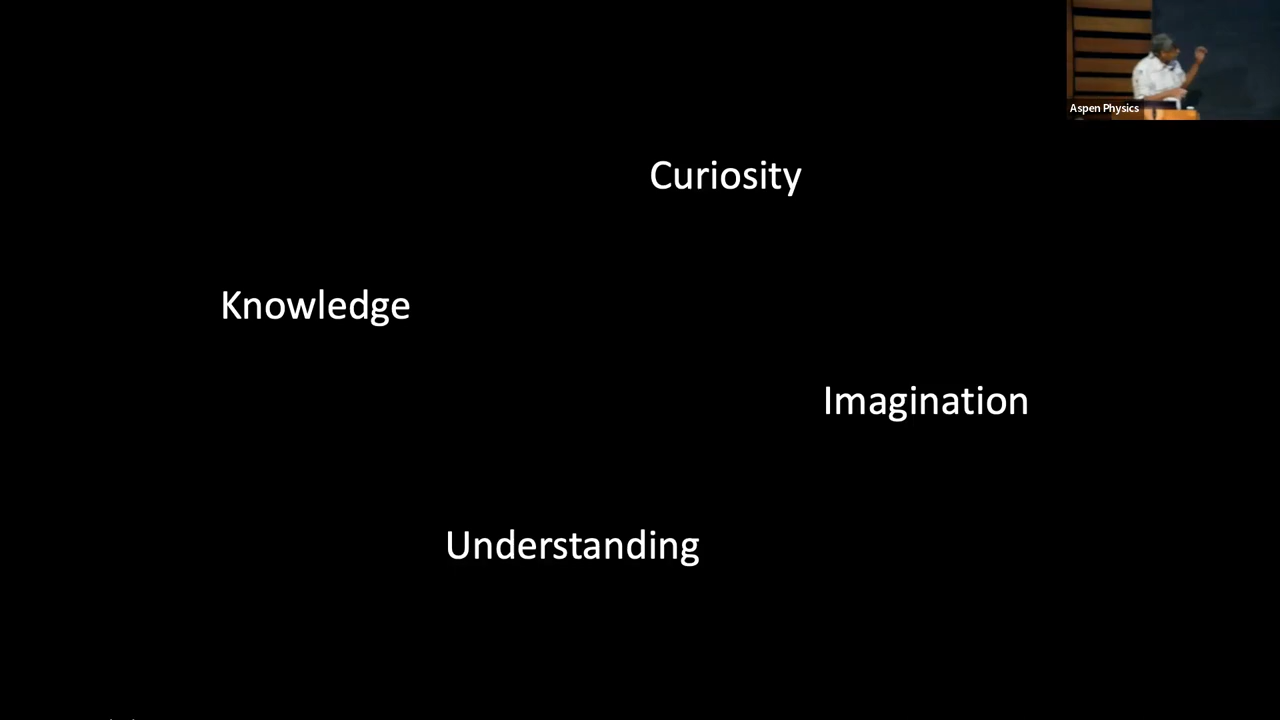 Aspen Physics
Curiosity
Knowledge
Imagination
Understanding